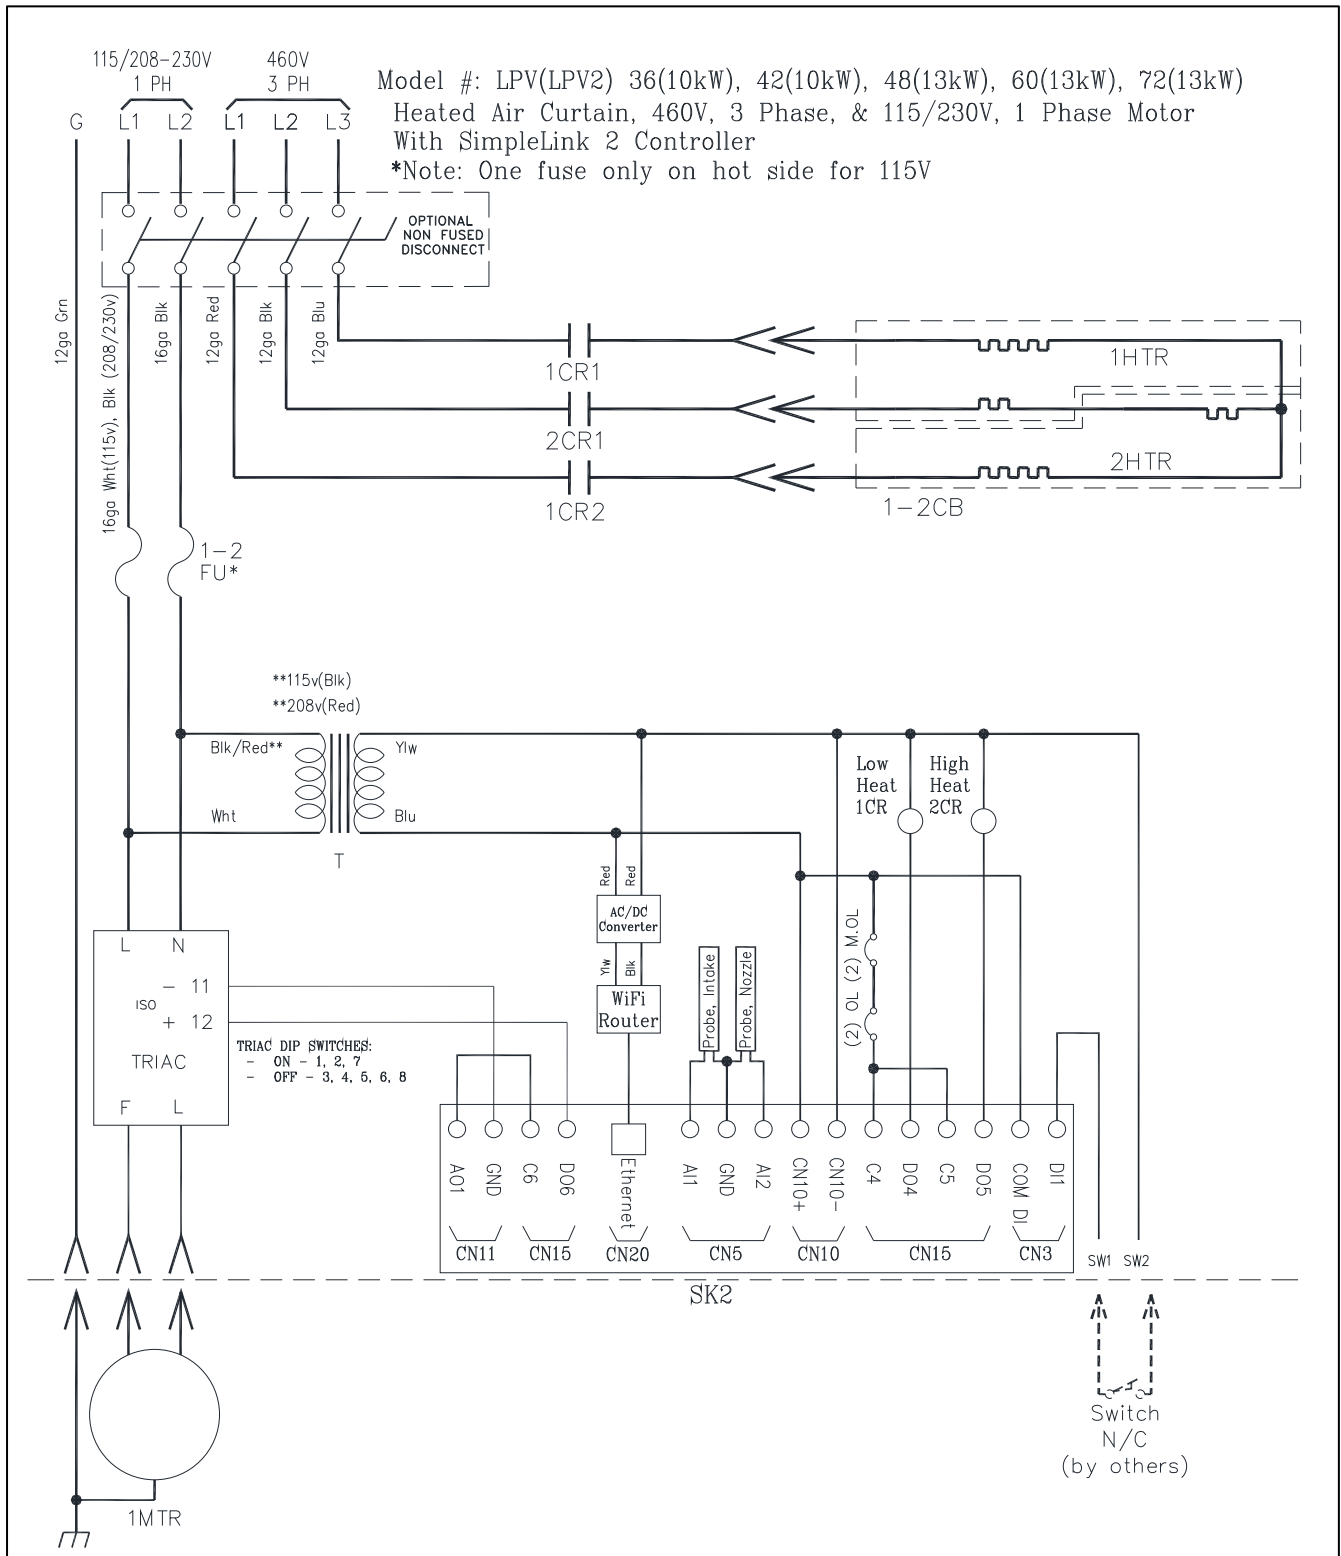 115/208-230V
1 PH
460V
3 PH
Model #: LPV(LPV2) 36(10kW), 42(10kW), 48(13kW), 60(13kW), 72(13kW)
Heated Air Curtain, 460V, 3 Phase, & 115/230V, 1 Phase Motor
With SimpleLink 2 Controller
*Note: One fuse only on hot side for 115V
G
L1
L2
L1
L2
L3
OPTIONAL
NON FUSED
DISCONNECT
12ga Grn
16ga Wht(115v), Blk (208/230v)
16ga Blk
12ga Red
12ga Blk
12ga Blu
1CR1
2CR1
1CR2
1HTR
2HTR
1-2CB
1-2
FU*
**115v(Blk)
**208v(Red)
Blk/Red**
Wht
Ylw
Blu
T
Low
Heat
1CR
High
Heat
2CR
Red
Red
AC/DC
Converter
Ylw
Blk
WiFi
Router
Probe, Intake
Probe, Nozzle
(2) OL (2) M.OL
L
N
- 11
ISO
+ 12
TRIAC
F
L
TRIAC DIP SWITCHES:
- ON - 1, 2, 7
- OFF - 3, 4, 5, 6, 8
AO1
GND
C6
DO6
Ethernet
AI1
GND
AI2
CN10+
CN10-
C4
DO4
C5
DO5
COM DI
DI1
CN11
CN15
CN20
CN5
CN10
CN15
CN3
SW1
SW2
SK2
Switch
N/C
(by others)
1MTR